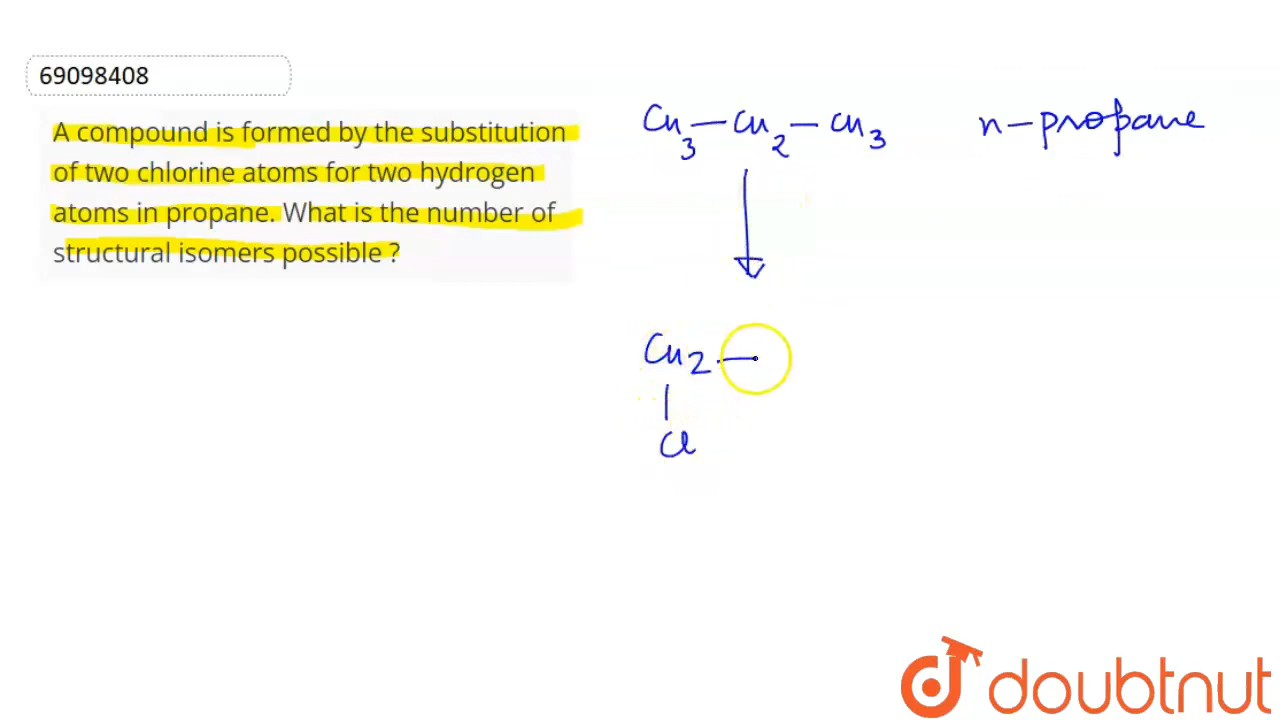 69098408
A compound is formed by the substitution
of two chlorine atoms for two hydrogen
atoms in propane. What is the number of
structural isomers possible ?
CH3—CH2—CH3
n-propane
CH2—
Cl
doubtnut